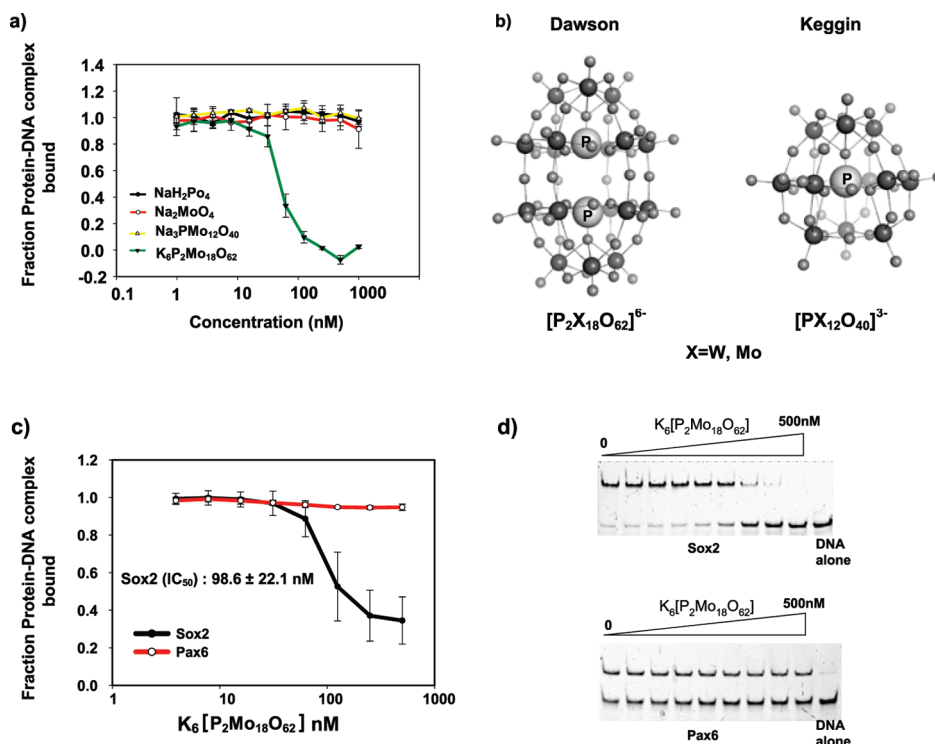 a)
1.4
1.2
1.0
0.8
0.6
0.4
0.2
0.0
-0.2
Fraction Protein-DNA complex
bound
NaH₂Po₄
Na₂MoO₄
Na₃PMo₁₂O₄₀
K₆P₂Mo₁₈O₆₂
0.1 1 10 100 1000
Concentration (nM)
b)
Dawson Keggin
P
P
P
[P₂X₁₈O₆₂]⁶⁻ [PX₁₂O₄₀]³⁻
X=W, Mo
c)
1.2
1.0
0.8
0.6
0.4
0.2
0.0
Fraction Protein-DNA complex
bound
Sox2 (IC₅₀) : 98.6 ± 22.1 nM
Sox2
Pax6
1 10 100 1000
K₆[P₂Mo₁₈O₆₂] nM
d)
K₆[P₂Mo₁₈O₆₂]
0 500nM
Sox2
DNA
alone
K₆[P₂Mo₁₈O₆₂]
0 500nM
Pax6
DNA
alone